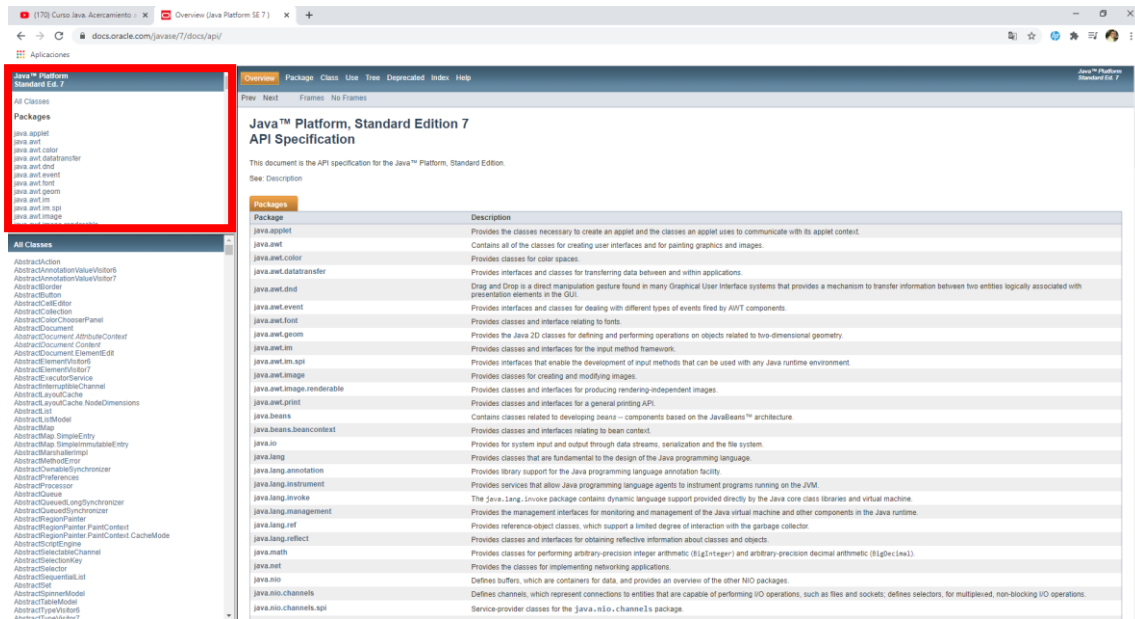 (170) Curso Java. Acercamiento a
Overview (Java Platform SE 7 )
docs.oracle.com/javase/7/docs/api/
Aplicaciones
Java™ Platform
Standard Ed. 7
All Classes
Packages
java.applet
java.awt
java.awt.color
java.awt.datatransfer
java.awt.dnd
java.awt.event
java.awt.font
java.awt.geom
java.awt.im
java.awt.im.spi
java.awt.image
java.awt.image.renderable
All Classes
AbstractAction
AbstractAnnotationValueVisitor6
AbstractAnnotationValueVisitor7
AbstractBorder
AbstractButton
AbstractCellEditor
AbstractCollection
AbstractColorChooserPanel
AbstractDocument
AbstractDocument.AttributeContext
AbstractDocument.Content
AbstractDocument.ElementEdit
AbstractElementVisitor6
AbstractElementVisitor7
AbstractExecutorService
AbstractInterruptibleChannel
AbstractLayoutCache
AbstractLayoutCache.NodeDimensions
AbstractList
AbstractListModel
AbstractMap
AbstractMap.SimpleEntry
AbstractMap.SimpleImmutableEntry
AbstractMarshallerImpl
AbstractMethodError
AbstractOwnableSynchronizer
AbstractPreferences
AbstractProcessor
AbstractQueue
AbstractQueuedLongSynchronizer
AbstractQueuedSynchronizer
AbstractRegionPainter
AbstractRegionPainter.PaintContext
AbstractRegionPainter.PaintContext.CacheMode
AbstractScriptEngine
AbstractSelectableChannel
AbstractSelectionKey
AbstractSelector
AbstractSequentialList
AbstractSet
AbstractSpinnerModel
AbstractTableModel
AbstractTypeVisitor6
AbstractTypeVisitor7
Overview Package Class Use Tree Deprecated Index Help
Java™ Platform
Standard Ed. 7
Prev Next Frames No Frames
Java™ Platform, Standard Edition 7
API Specification
This document is the API specification for the Java™ Platform, Standard Edition.
See: Description
Packages
Package Description
java.applet Provides the classes necessary to create an applet and the classes an applet uses to communicate with its applet context.
java.awt Contains all of the classes for creating user interfaces and for painting graphics and images.
java.awt.color Provides classes for color spaces.
java.awt.datatransfer Provides interfaces and classes for transferring data between and within applications.
java.awt.dnd Drag and Drop is a direct manipulation gesture found in many Graphical User Interface systems that provides a mechanism to transfer information between two entities logically associated with
presentation elements in the GUI.
java.awt.event Provides interfaces and classes for dealing with different types of events fired by AWT components.
java.awt.font Provides classes and interface relating to fonts.
java.awt.geom Provides the Java 2D classes for defining and performing operations on objects related to two-dimensional geometry.
java.awt.im Provides classes and interfaces for the input method framework.
java.awt.im.spi Provides interfaces that enable the development of input methods that can be used with any Java runtime environment.
java.awt.image Provides classes for creating and modifying images.
java.awt.image.renderable Provides classes and interfaces for producing rendering-independent images.
java.awt.print Provides classes and interfaces for a general printing API.
java.beans Contains classes related to developing beans -- components based on the JavaBeans™ architecture.
java.beans.beancontext Provides classes and interfaces relating to bean context.
java.io Provides for system input and output through data streams, serialization and the file system.
java.lang Provides classes that are fundamental to the design of the Java programming language.
java.lang.annotation Provides library support for the Java programming language annotation facility.
java.lang.instrument Provides services that allow Java programming language agents to instrument programs running on the JVM.
java.lang.invoke The java.lang.invoke package contains dynamic language support provided directly by the Java core class libraries and virtual machine.
java.lang.management Provides the management interfaces for monitoring and management of the Java virtual machine and other components in the Java runtime.
java.lang.ref Provides reference-object classes, which support a limited degree of interaction with the garbage collector.
java.lang.reflect Provides classes and interfaces for obtaining reflective information about classes and objects.
java.math Provides classes for performing arbitrary-precision integer arithmetic (BigInteger) and arbitrary-precision decimal arithmetic (BigDecimal).
java.net Provides the classes for implementing networking applications.
java.nio Defines buffers, which are containers for data, and provides an overview of the other NIO packages.
java.nio.channels Defines channels, which represent connections to entities that are capable of performing I/O operations, such as files and sockets; defines selectors, for multiplexed, non-blocking I/O operations.
java.nio.channels.spi Service-provider classes for the java.nio.channels package.